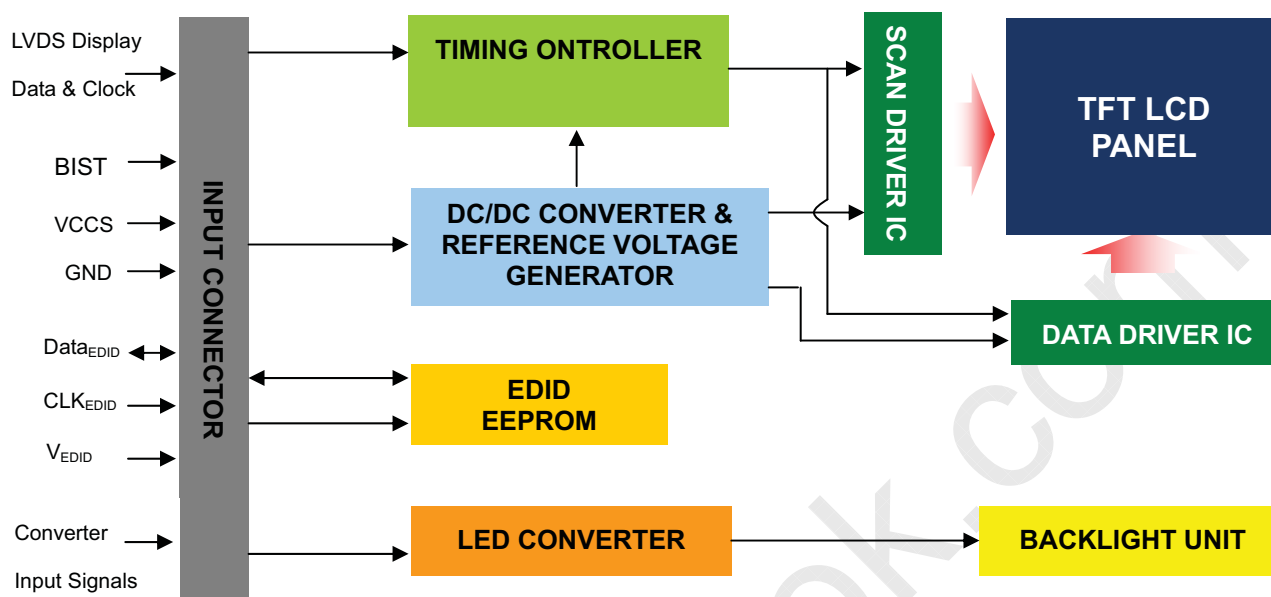 LVDS Display
Data & Clock
BIST
VCCS
GND
DataEDID
CLKEDID
VEDID
Converter
Input Signals
INPUT CONNECTOR
TIMING ONTROLLER
DC/DC CONVERTER &
REFERENCE VOLTAGE
GENERATOR
EDID
EEPROM
LED CONVERTER
SCAN DRIVER IC
TFT LCD
PANEL
DATA DRIVER IC
BACKLIGHT UNIT